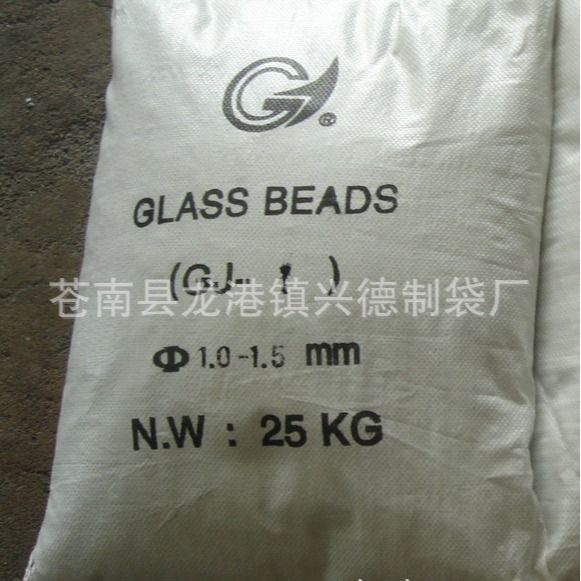 G ®
GLASS BEADS
(GJ- )
苍南县龙港镇兴德制袋厂
Φ 1.0-1.5 mm
N.W : 25 KG